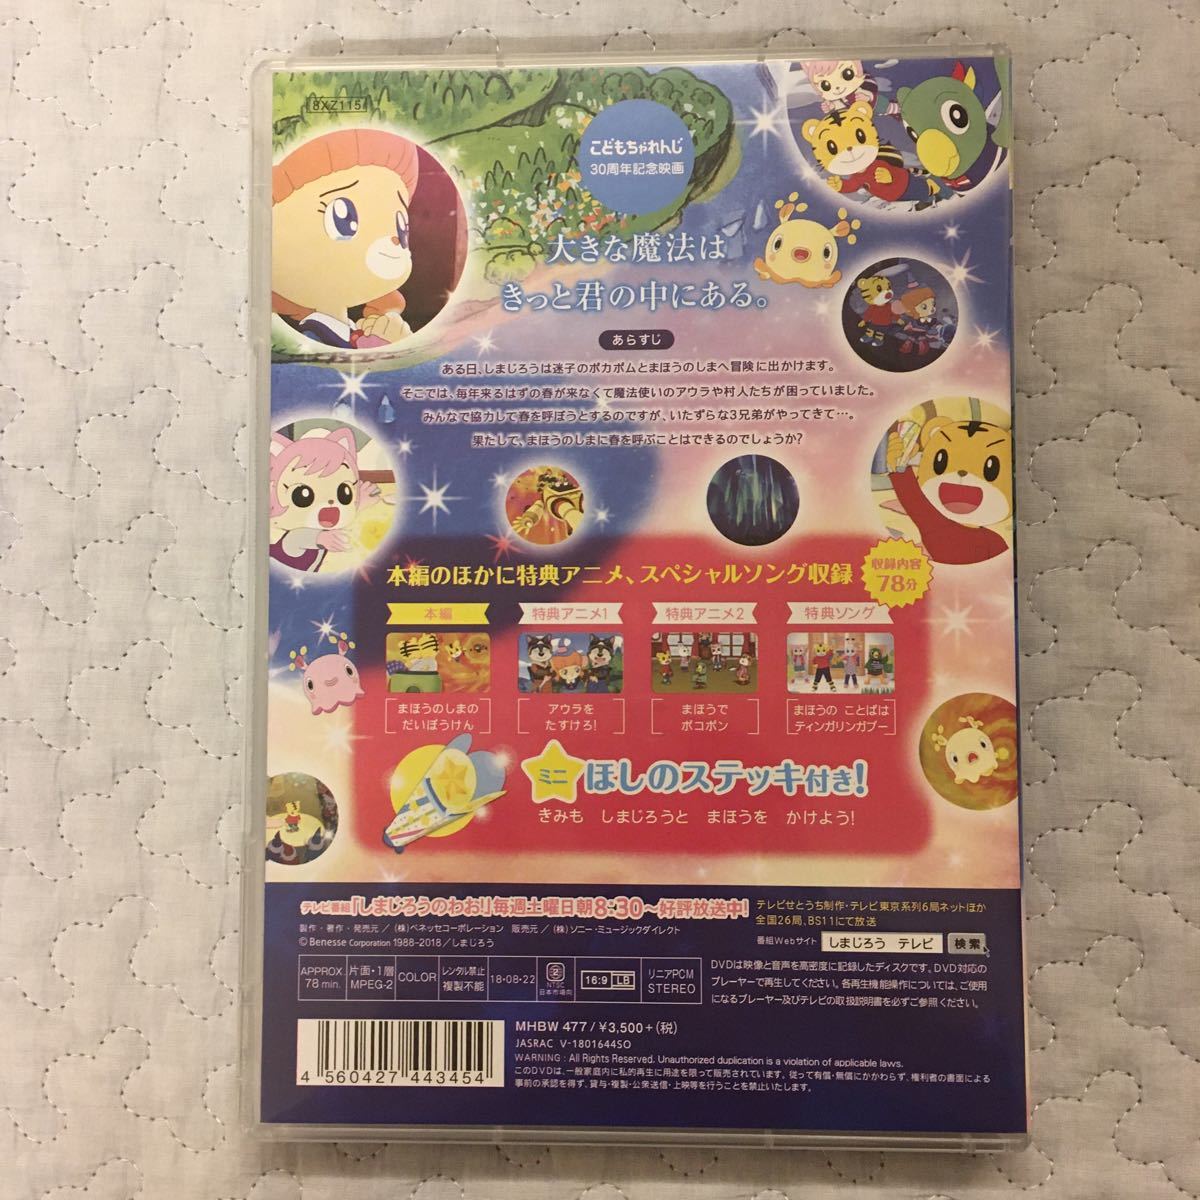 8XZ115
こどもちゃれんじ
30周年記念映画
大きな魔法は
きっと君の中にある。
あらすじ
ある日、しまじろうは迷子のポカポムとまほうのしまへ冒険に出かけます。
そこでは、毎年来るはずの春が来なくて魔法使いのアウラや村人たちが困っていました。
みんなで協力して春を呼ぼうとするのですが、いたずらな3兄弟がやってきて…。
果たして、まほうのしまに春を呼ぶことはできるのでしょうか?
本編のほかに特典アニメ、スペシャルソング収録
収録内容
78分
本編
特典アニメ1
特典アニメ2
特典ソング
まほうのしまの
だいぼうけん
アウラを
たすけろ!
まほうで
ポコポン
まほうの ことばは
ティンガリンガブー
ミニ
ほしのステッキ付き!
きみも しまじろうと まほうを かけよう!
テレビ番組「しまじろうのわお!」毎週土曜日朝8:30〜好評放送中!
テレビせとうち制作・テレビ東京系列6局ネットほか
全国26局、BS11にて放送
製作・著作・発売元/(株)ベネッセコーポレーション 販売元/(株)ソニー・ミュージックダイレクト
© Benesse Corporation 1988-2018/しまじろう
番組Webサイト しまじろう テレビ 検索
APPROX.
78 min.
片面・1層
MPEG-2
COLOR
レンタル禁止
複製不能
18・08・22
2
NTSC
日本市場向
16:9 LB
リニアPCM
STEREO
DVDは映像と音声を高密度に記録したディスクです。DVD対応の
プレーヤーで再生してください。各再生機能操作については、ご使用
になるプレーヤー及びテレビの取扱説明書を必ずご参照ください。
MHBW 477/¥3,500+(税)
JASRAC V-1801644SO
WARNING : All Rights Reserved. Unauthorized duplication is a violation of applicable laws.
このDVDは、一般家庭内に私的再生に用途を限って販売されています。従って有償・無償にかかわらず、権利者の書面による
事前の承認を得ず、貸与・複製・公衆送信・上映等を行うことを禁止いたします。
4 560427 443454